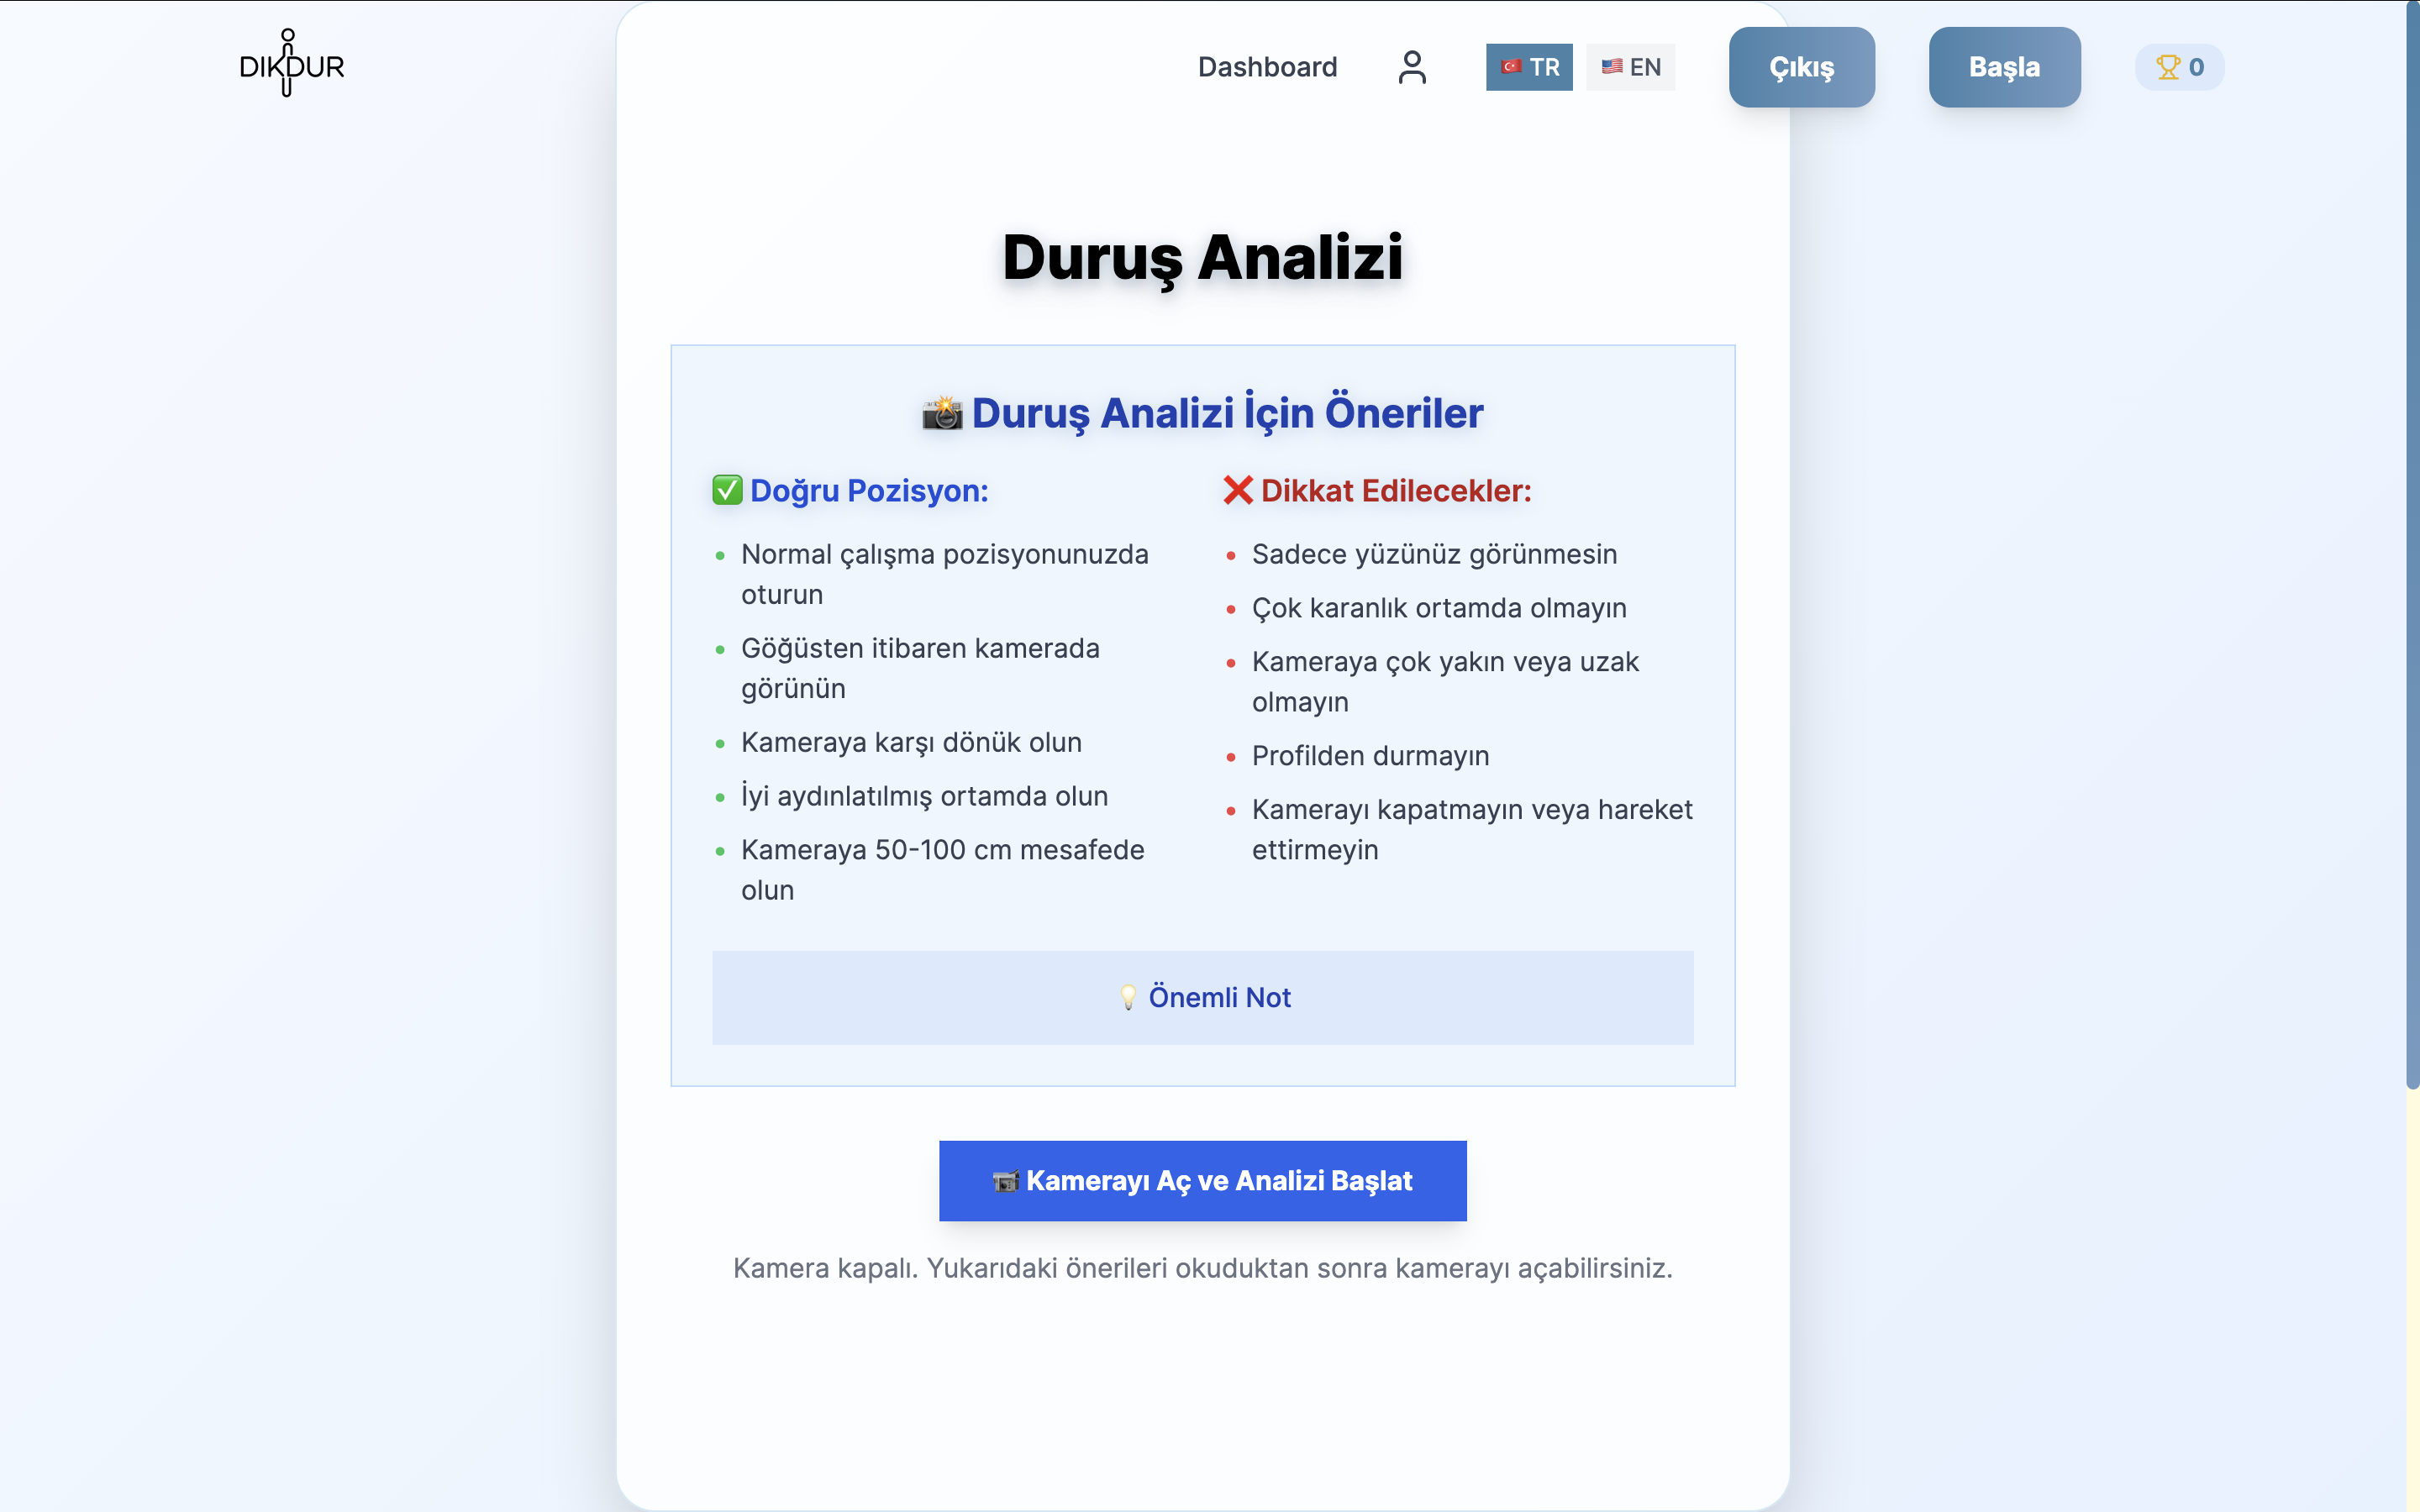 DIKDUR
Dashboard
TR
EN
Çıkış
Başla
0
Duruş Analizi
Duruş Analizi İçin Öneriler
Doğru Pozisyon:
Normal çalışma pozisyonunuzda
oturun
Göğüsten itibaren kamerada
görünün
Kameraya karşı dönük olun
İyi aydınlatılmış ortamda olun
Kameraya 50-100 cm mesafede
olun
Dikkat Edilecekler:
Sadece yüzünüz görünmesin
Çok karanlık ortamda olmayın
Kameraya çok yakın veya uzak
olmayın
Profilden durmayın
Kamerayı kapatmayın veya hareket
ettirmeyin
Önemli Not
Kamerayı Aç ve Analizi Başlat
Kamera kapalı. Yukarıdaki önerileri okuduktan sonra kamerayı açabilirsiniz.